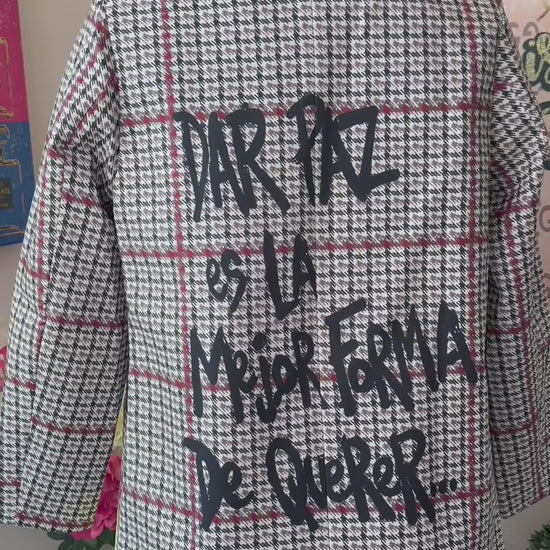 DAR PAZ
es LA
MejoR FORMA
De QueReR...